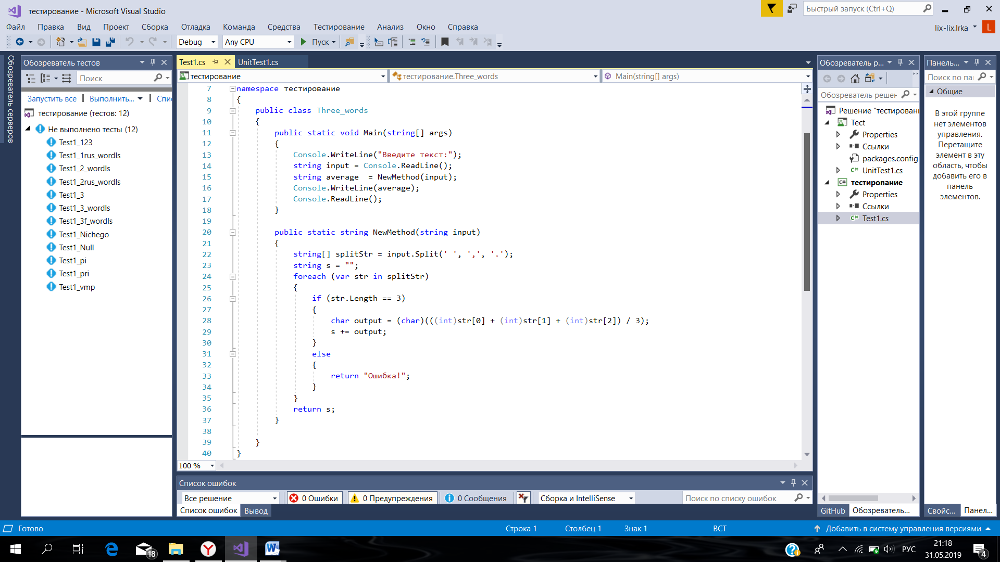 тестирование - Microsoft Visual Studio
Быстрый запуск (Ctrl+Q)
Файл Правка Вид Проект Сборка Отладка Команда Средства Тестирование Анализ Окно Справка
lix-lix.Irka L
Debug Any CPU Пуск
Обозреватель серверов
Обозреватель тестов
Поиск
Запустить все | Выполнить... | Спи
тестирование (тестов: 12)
Не выполнено тесты (12)
Test1_123
Test1_1rus_wordls
Test1_2_wordls
Test1_2rus_wordls
Test1_3
Test1_3_wordls
Test1_3f_wordls
Test1_Nichego
Test1_Null
Test1_pi
Test1_pri
Test1_vmp
Test1.cs UnitTest1.cs
тестирование тестирование.Three_words Main(string[] args)
7 namespace тестирование
8 {
9 public class Three_words
10 {
11 public static void Main(string[] args)
12 {
13 Console.WriteLine("Введите текст:");
14 string input = Console.ReadLine();
15 string average  = NewMethod(input);
16 Console.WriteLine(average);
17 Console.ReadLine();
18 }
19
20 public static string NewMethod(string input)
21 {
22 string[] splitStr = input.Split(' ', ',', '.');
23 string s = "";
24 foreach (var str in splitStr)
25 {
26 if (str.Length == 3)
27 {
28 char output = (char)(((int)str[0] + (int)str[1] + (int)str[2]) / 3);
29 s += output;
30 }
31 else
32 {
33 return "Ошибка!";
34 }
35 }
36 return s;
37 }
38
39 }
40 }
100 %
Список ошибок
Все решение 0 Ошибки 0 Предупреждения 0 Сообщения Сборка и IntelliSense Поиск по списку ошибок
Список ошибок Вывод
Обозреватель р...
Обозреватель решен
Решение "тестировани
Тест
Properties
Ссылки
packages.config
C# UnitTest1.cs
C# тестирование
Properties
Ссылки
C# Test1.cs
GitHub Обозреватель...
Панель...
Поиск по па
Общие
В этой группе
нет элементов
управления.
Перетащите
элемент в эту
область, чтобы
добавить его в
панель
элементов.
Свойс... Панел...
Готово Строка 1 Столбец 1 Знак 1 ВСТ Добавить в систему управления версиями
18
РУС
21:18
31.05.2019
4